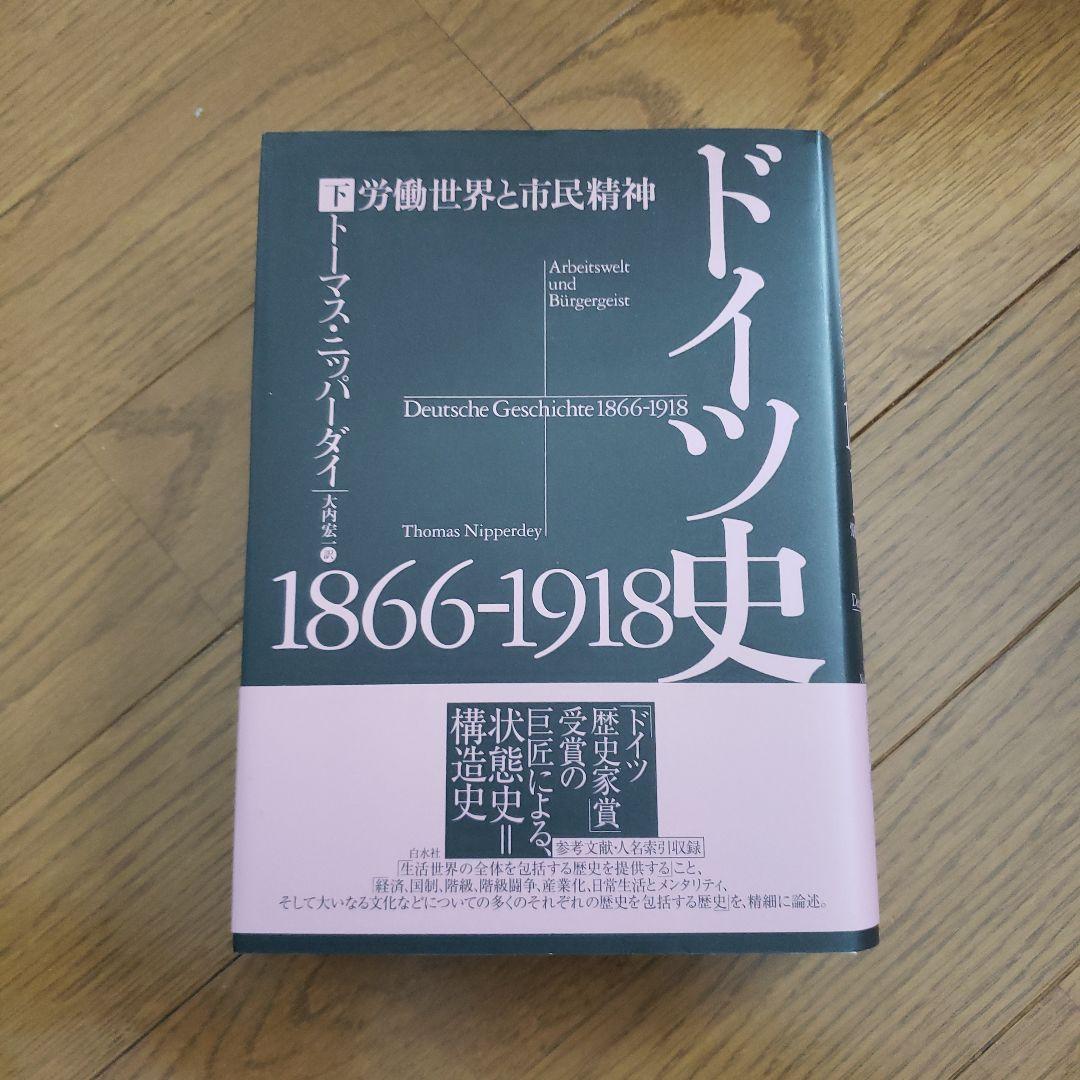 ドイツ史
1866-1918
下 労働世界と市民精神
トーマス・ニッパーダイ
大内宏一 訳
Arbeitswelt
und
Bürgergeist
Deutsche Geschichte 1866-1918
Thomas Nipperdey
「ドイツ
歴史家賞」
受賞の
巨匠による、
状態史=
構造史
参考文献・人名索引収録
白水社
「生活世界の全体を包括する歴史を提供する」こと、
「経済、国制、階級、階級闘争、産業化、日常生活とメンタリティ、
そして大いなる文化などについての多くのそれぞれの歴史を包括する歴史」を、精細に論述。